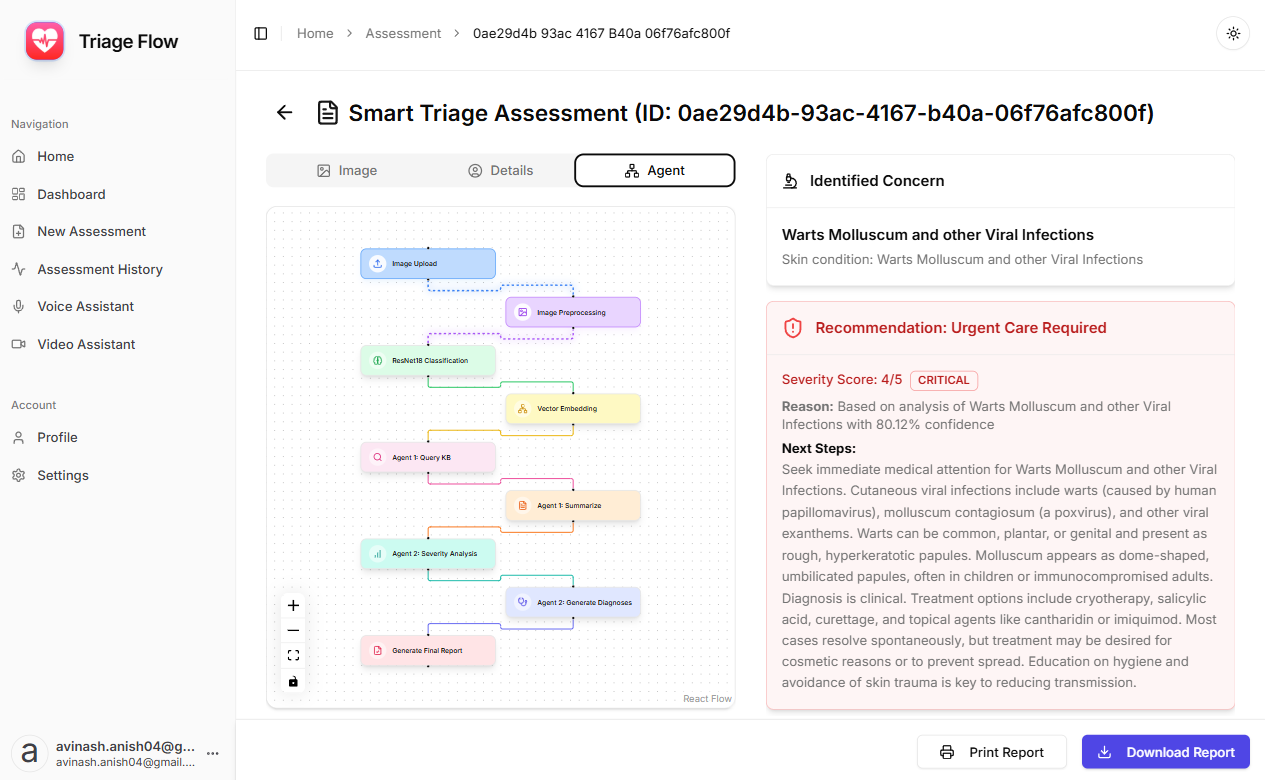 Triage Flow
Navigation
Home
Dashboard
New Assessment
Assessment History
Voice Assistant
Video Assistant
Account
Profile
Settings
a
avinash.anish04@g...
avinash.anish04@gmail....
Home > Assessment > 0ae29d4b 93ac 4167 B40a 06f76afc800f
Smart Triage Assessment (ID: 0ae29d4b-93ac-4167-b40a-06f76afc800f)
Image
Details
Agent
Image Upload
Image Preprocessing
ResNet18 Classification
Vector Embedding
Agent 1: Query KB
Agent 1: Summarize
Agent 2: Severity Analysis
Agent 2: Generate Diagnoses
Generate Final Report
React Flow
Identified Concern
Warts Molluscum and other Viral Infections
Skin condition: Warts Molluscum and other Viral Infections
Recommendation: Urgent Care Required
Severity Score: 4/5 CRITICAL
Reason: Based on analysis of Warts Molluscum and other Viral
Infections with 80.12% confidence
Next Steps:
Seek immediate medical attention for Warts Molluscum and other Viral
Infections. Cutaneous viral infections include warts (caused by human
papillomavirus), molluscum contagiosum (a poxvirus), and other viral
exanthems. Warts can be common, plantar, or genital and present as
rough, hyperkeratotic papules. Molluscum appears as dome-shaped,
umbilicated papules, often in children or immunocompromised adults.
Diagnosis is clinical. Treatment options include cryotherapy, salicylic
acid, curettage, and topical agents like cantharidin or imiquimod. Most
cases resolve spontaneously, but treatment may be desired for
cosmetic reasons or to prevent spread. Education on hygiene and
avoidance of skin trauma is key to reducing transmission.
Print Report
Download Report